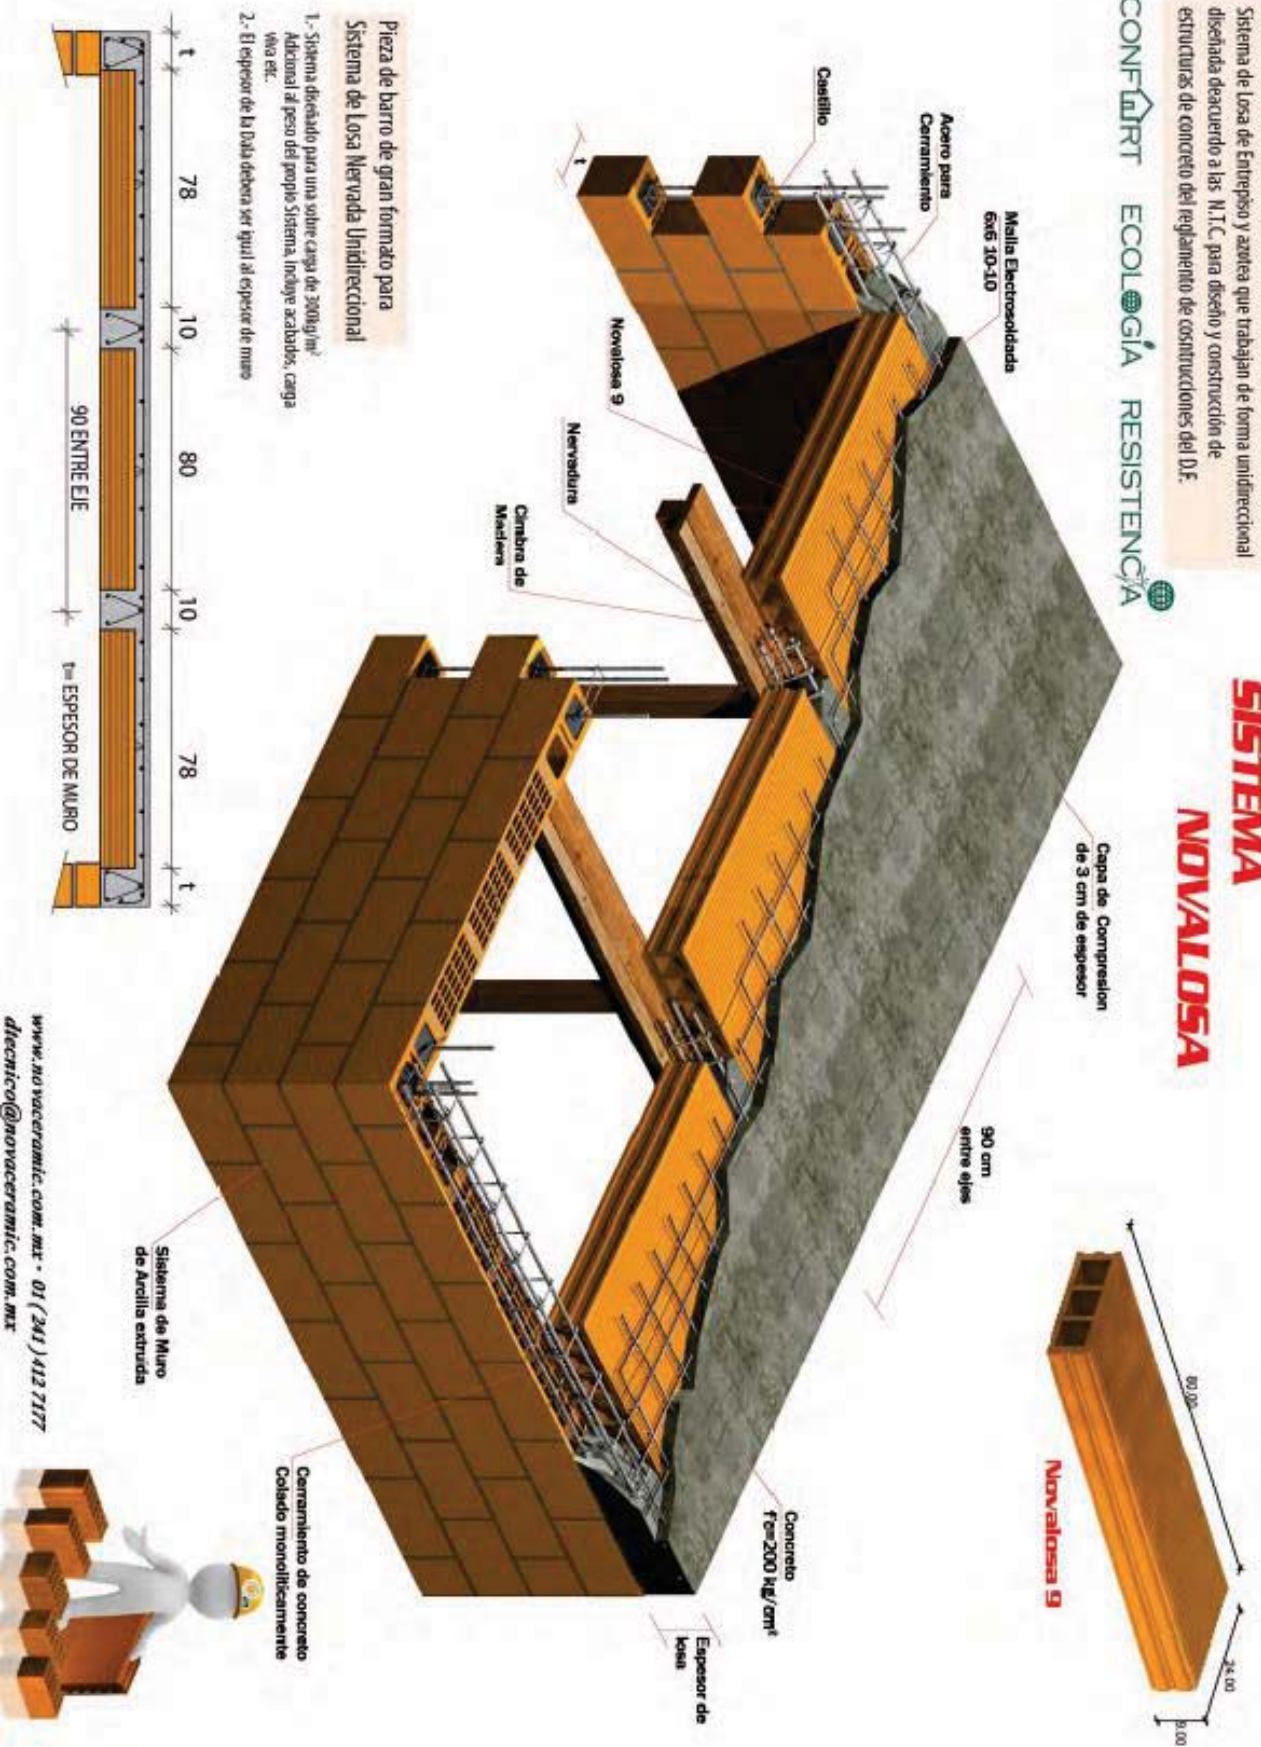 SISTEMA
NOVALOSA
Sistema de Losa de Entrepiso y azotea que trabajan de forma unidireccional
diseñada deacuerdo a las N.T.C. para diseño y construcción de
estructuras de concreto del reglamento de cosntrucciones del D.F.
CONFORT ECOLOGÍA RESISTENCIA
80.00
24.00
9.00
Novalosa 9
Capa de Compresion
de 3 cm de espesor
90 cm
entre ejes
Malla Electrosoldada
6x6 10-10
Acero para
Cerramiento
Castillo
t
Concreto
f'c=200 kg/cm²
Espesor de
losa
Novalosa 9
Nervadura
Cimbra de
Madera
Pieza de barro de gran formato para
Sistema de Losa Nervada Unidireccional
1.- Sistema diseñado para una sobre carga de 300kg/m²
Adicional al peso del propio Sistema, incluye acabados, carga
viva etc.
2.- El espesor de la Dala debera ser igual al espesor de muro
Cerramiento de concreto
Colado monoliticamente
Sistema de Muro
de Arcilla extruida
t 78 10 80 10 78 t
90 ENTRE EJE
t= ESPESOR DE MURO
www.novaceramic.com.mx - 01 (241) 412 7177
dtecnico@novaceramic.com.mx